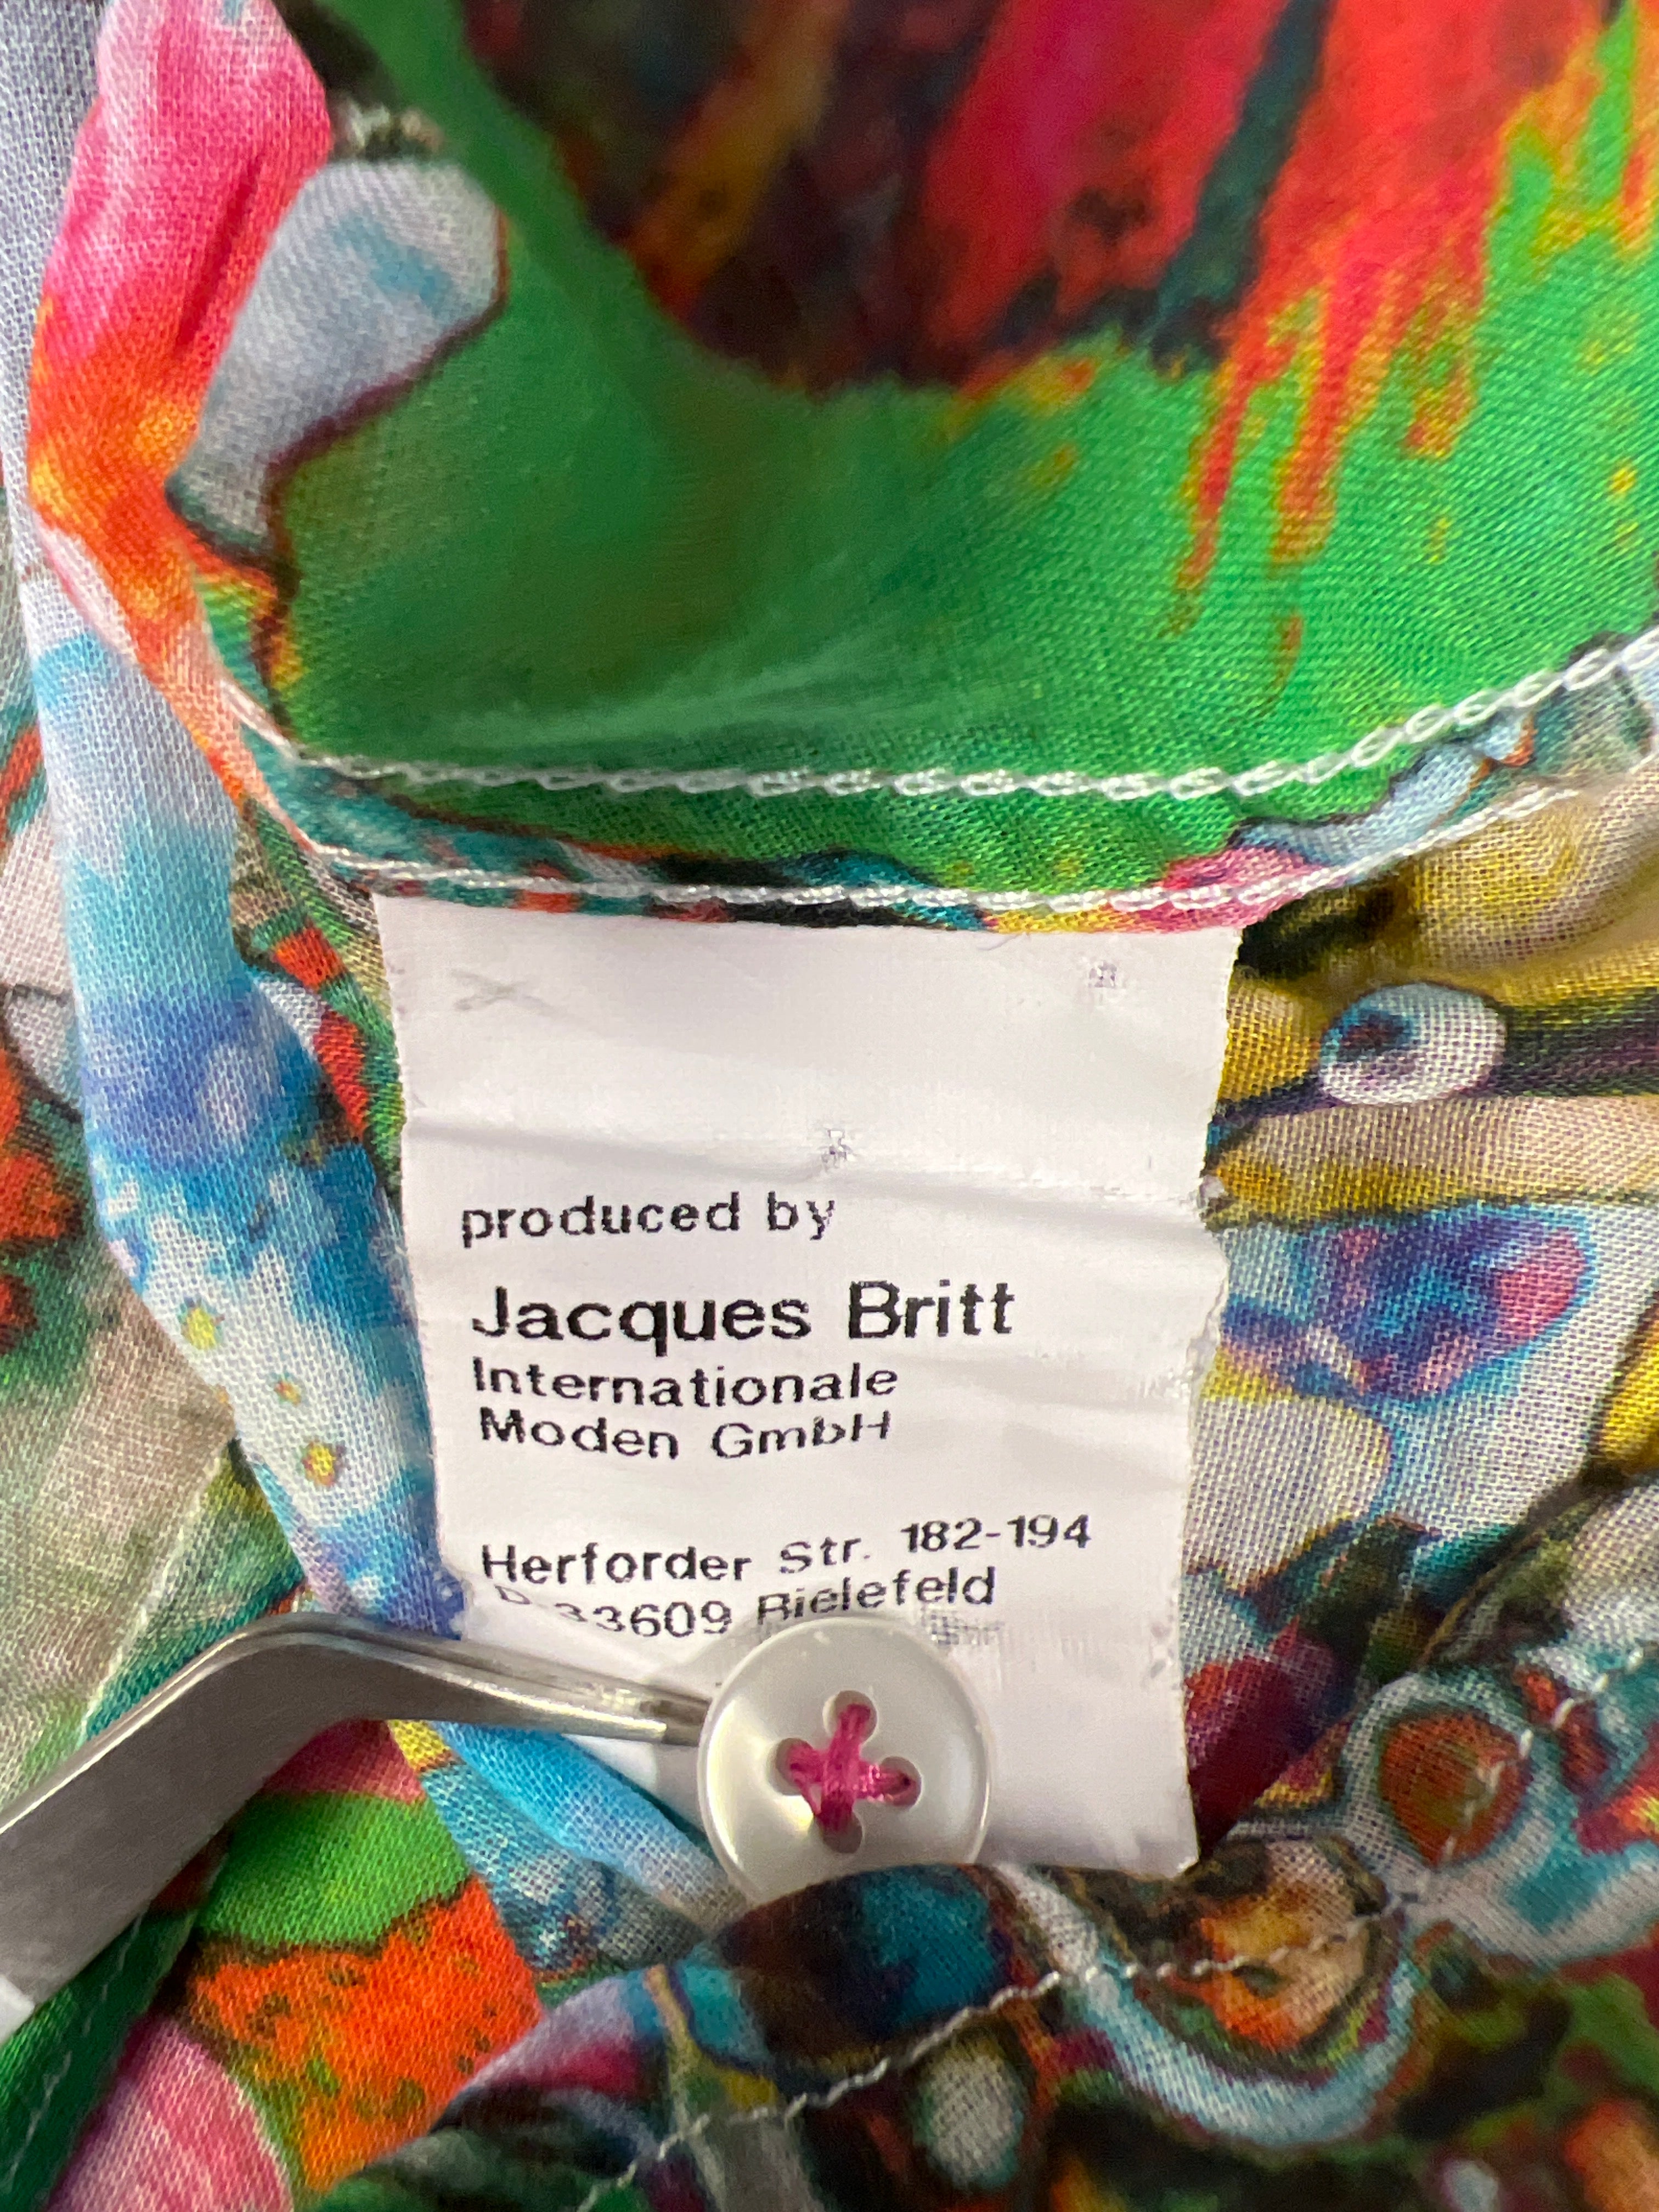 produced by
Jacques Britt
Internationale
Moden GmbH
Herforder Str. 182-194
D-33609 Bielefeld